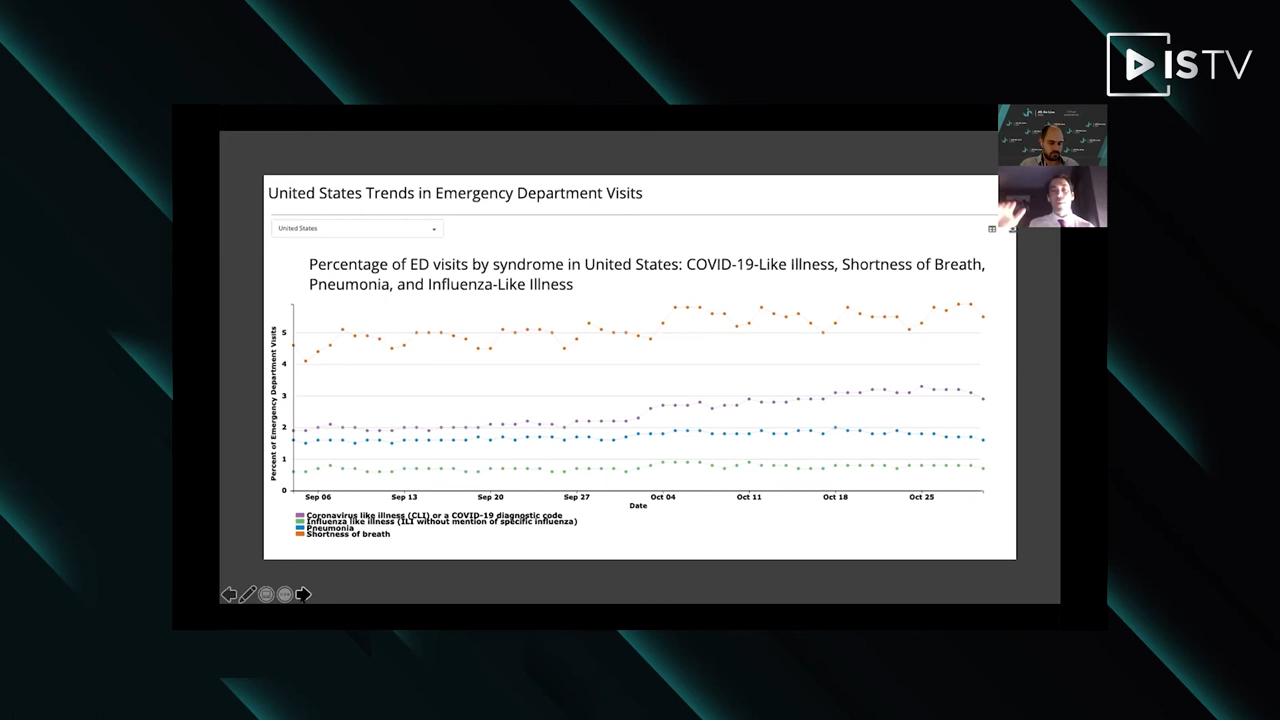 ISTV
United States Trends in Emergency Department Visits
United States
Percentage of ED visits by syndrome in United States: COVID-19-Like Illness, Shortness of Breath,
Pneumonia, and Influenza-Like Illness
Percent of Emergency Department Visits
5
4
3
2
1
0
Sep 06
Sep 13
Sep 20
Sep 27
Oct 04
Oct 11
Oct 18
Oct 25
Date
Coronavirus like illness (CLI) or a COVID-19 diagnostic code
Influenza like illness (ILI without mention of specific influenza)
Pneumonia
Shortness of breath